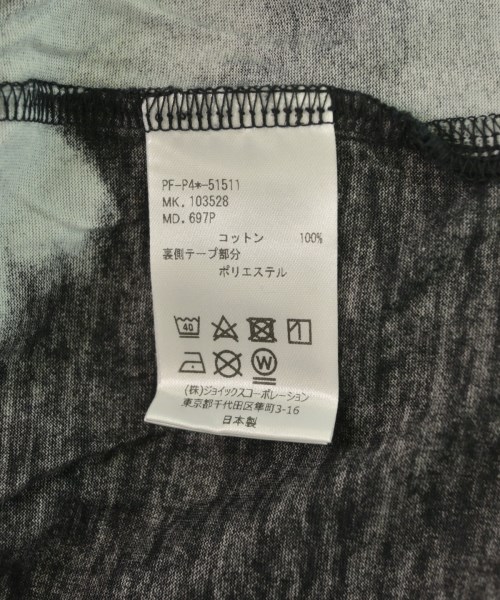 PF-P4*-51511
MK. 103528
MD. 697P
コットン 100%
裏側テープ部分
ポリエステル
40
W
(株)ジョイックスコーポレーション
東京都千代田区隼町3-16
日本製